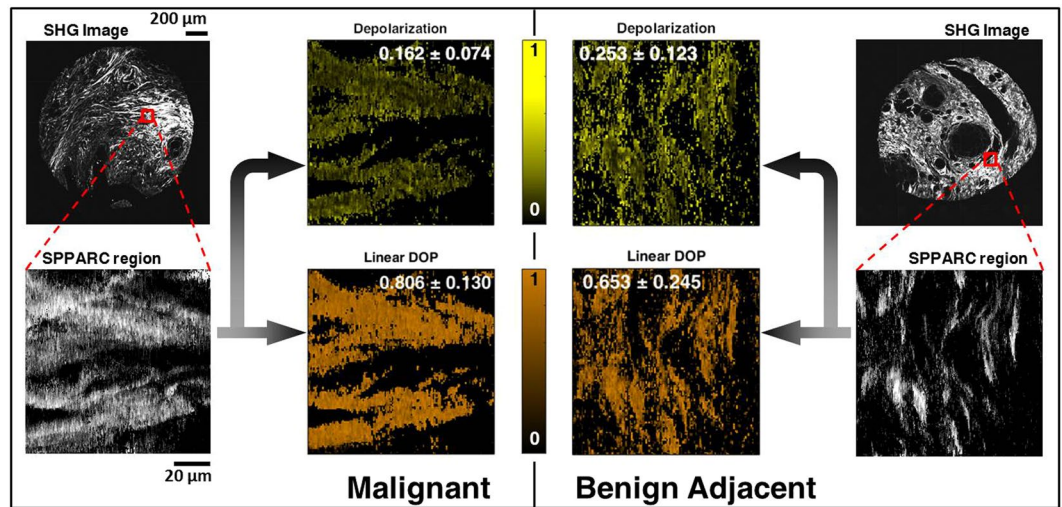 200 μm
SHG Image
SPPARC region
20 μm
Depolarization
0.162 ± 0.074
Linear DOP
0.806 ± 0.130
1
0
1
0
Depolarization
0.253 ± 0.123
Linear DOP
0.653 ± 0.245
SHG Image
SPPARC region
Malignant
Benign Adjacent